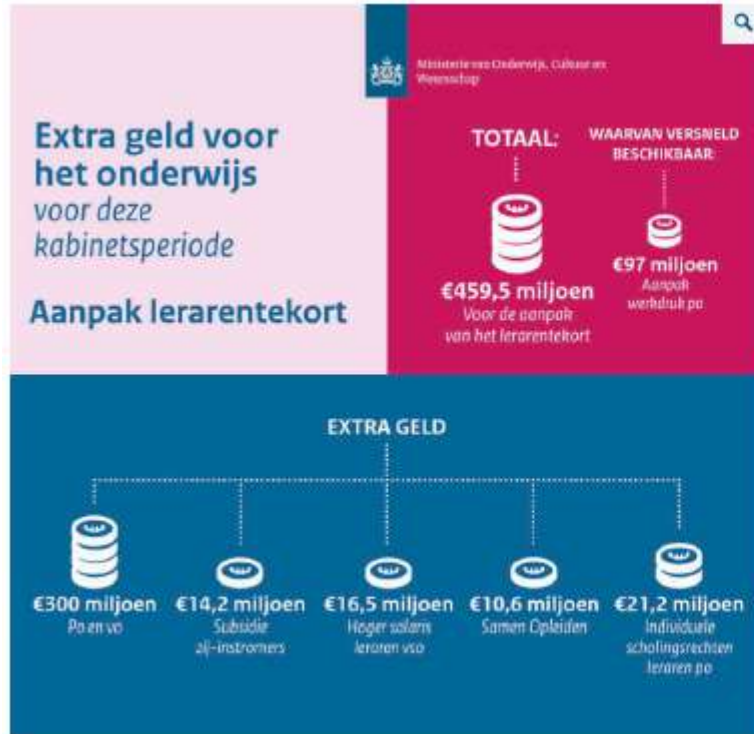 Ministerie van Onderwijs, Cultuur en
Wetenschap
Extra geld voor
het onderwijs
voor deze
kabinetsperiode
Aanpak lerarentekort
TOTAAL:
€459,5 miljoen
Voor de aanpak
van het lerarentekort
WAARVAN VERSNELD
BESCHIKBAAR
€97 miljoen
Aanpak
werkdruk po
EXTRA GELD
€300 miljoen
Po en vo
€14,2 miljoen
Subsidie
zij-instromers
€16,5 miljoen
Hoger salaris
leraren vso
€10,6 miljoen
Samen Opleiden
€21,2 miljoen
Individuele
scholingsrechten
leraren po